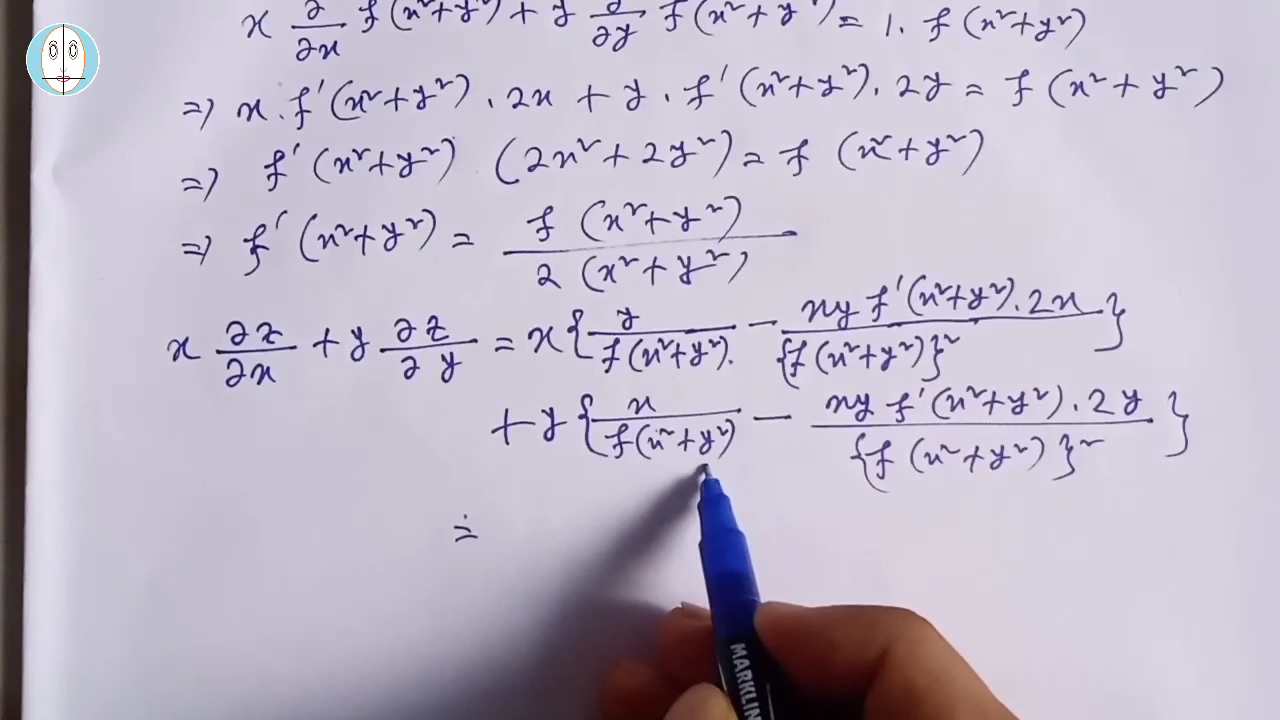 x ∂/∂x f(x²+y²) + y ∂/∂y f(x²+y²) = 1. f(x²+y²)
⇒ x . f'(x²+y²) . 2x + y . f'(x²+y²) . 2y = f(x²+y²)
⇒ f'(x²+y²) (2x²+2y²) = f (x²+y²)
⇒ f'(x²+y²) = f (x²+y²) / 2 (x²+y²)
x ∂z/∂x + y ∂z/∂y = x { y / f(x²+y²). − xy f'(x²+y²).2x / {f(x²+y²)}² }
+ y { x / f(x²+y²) − xy f'(x²+y²).2y / {f (x²+y²)}² }
=
MARKLIN